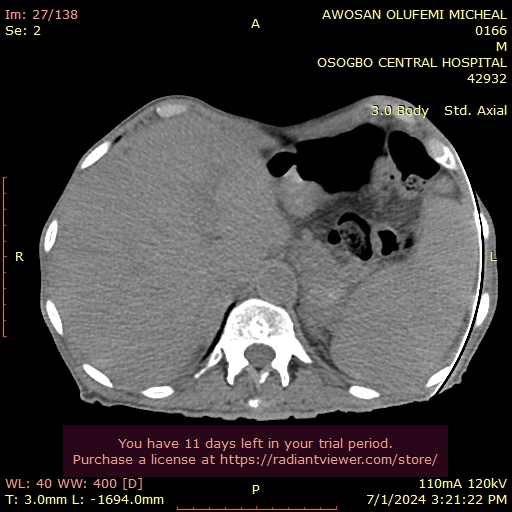 Im: 27/138
Se: 2
A
AWOSAN OLUFEMI MICHEAL
0166
M
OSOGBO CENTRAL HOSPITAL
42932
3.0 Body Std. Axial
R
L
You have 11 days left in your trial period.
Purchase a license at https://radiantviewer.com/store/
WL: 40 WW: 400 [D]
T: 3.0mm L: -1694.0mm
P
110mA 120kV
7/1/2024 3:21:22 PM